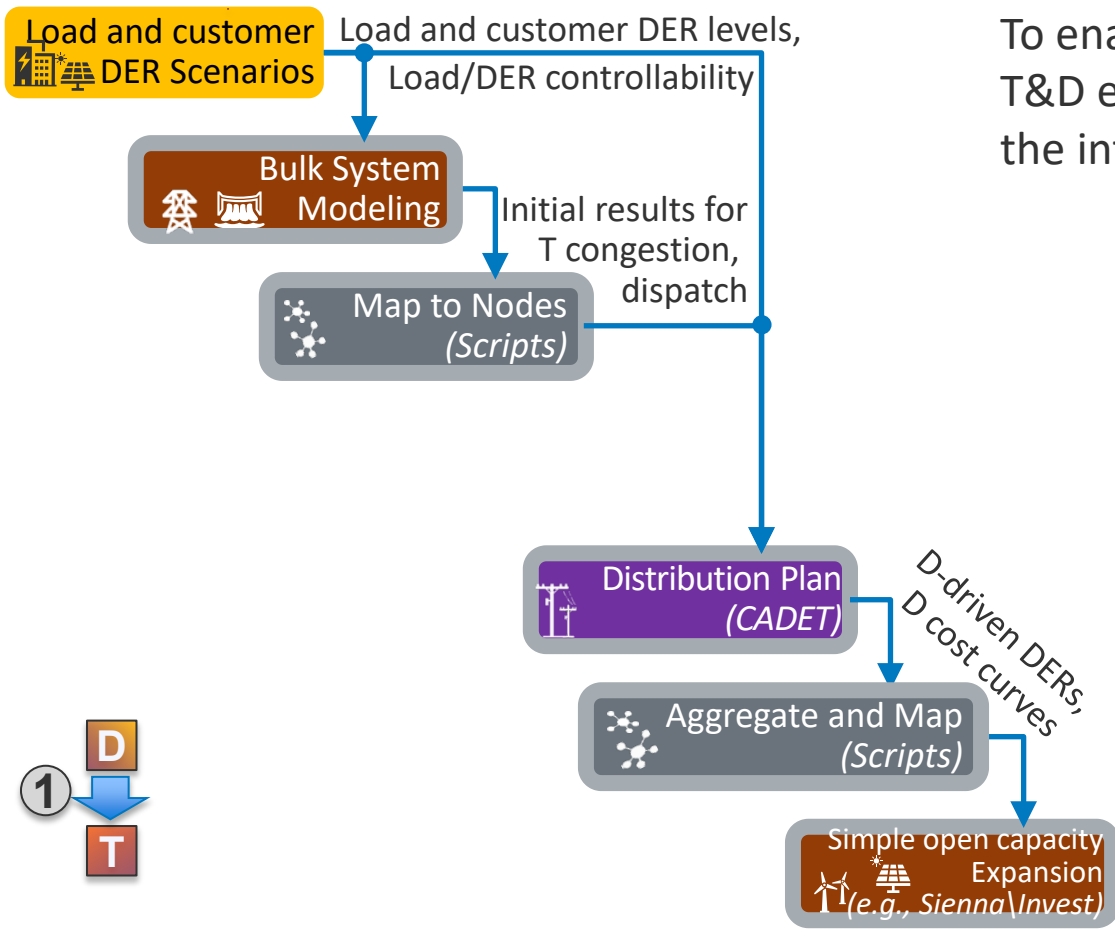 Load and customer
DER Scenarios
Load and customer DER levels,
Load/DER controllability
To ena
T&D e
the in
Bulk System
Modeling
Initial results for
T congestion,
dispatch
Map to Nodes
(Scripts)
Distribution Plan
(CADET)
D-driven DERs,
D cost curves
Aggregate and Map
(Scripts)
D
1
T
Simple open capacity
Expansion
(e.g., Sienna\Invest)